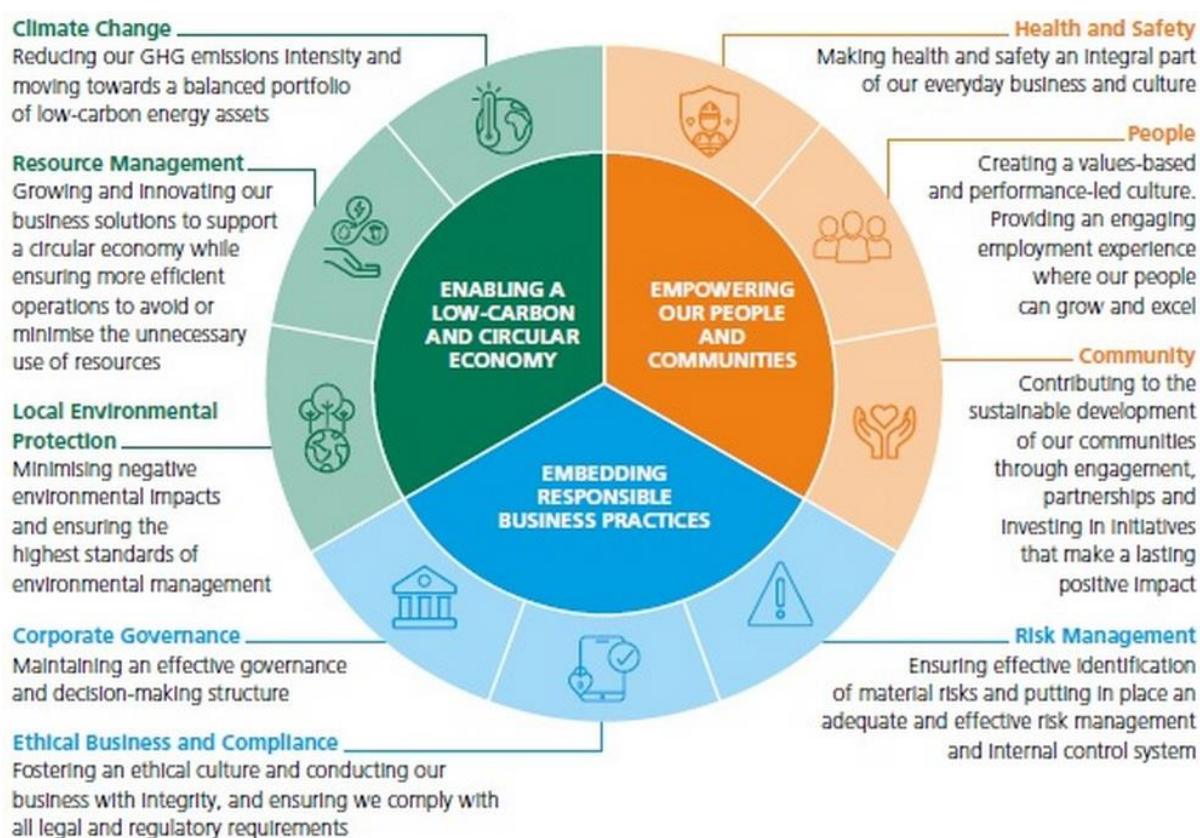 Climate Change
Reducing our GHG emissions intensity and
moving towards a balanced portfolio
of low-carbon energy assets
Resource Management
Growing and innovating our
business solutions to support
a circular economy while
ensuring more efficient
operations to avoid or
minimise the unnecessary
use of resources
Local Environmental
Protection
Minimising negative
environmental impacts
and ensuring the
highest standards of
environmental management
Corporate Governance
Maintaining an effective governance
and decision-making structure
Ethical Business and Compliance
Fostering an ethical culture and conducting our
business with integrity, and ensuring we comply with
all legal and regulatory requirements
ENABLING A
LOW-CARBON
AND CIRCULAR
ECONOMY
EMPOWERING
OUR PEOPLE
AND
COMMUNITIES
EMBEDDING
RESPONSIBLE
BUSINESS PRACTICES
Health and Safety
Making health and safety an integral part
of our everyday business and culture
People
Creating a values-based
and performance-led culture.
Providing an engaging
employment experience
where our people
can grow and excel
Community
Contributing to the
sustainable development
of our communities
through engagement,
partnerships and
investing in initiatives
that make a lasting
positive impact
Risk Management
Ensuring effective identification
of material risks and putting in place an
adequate and effective risk management
and internal control system